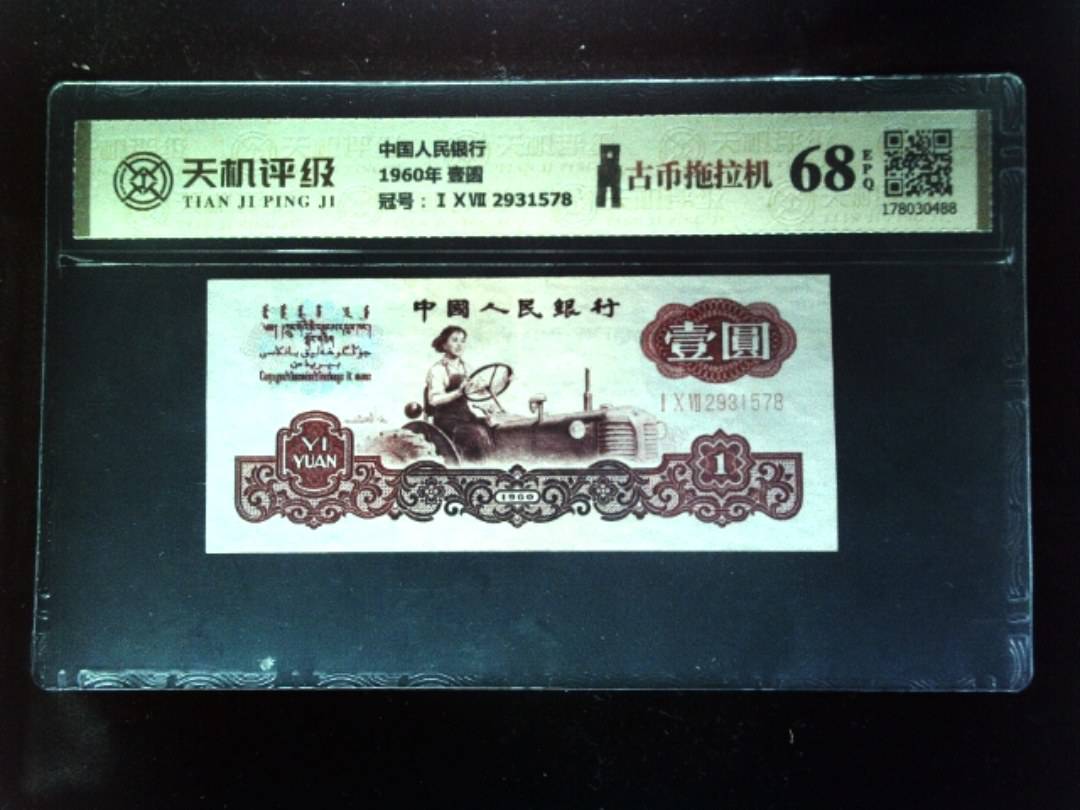 天机评级
TIAN JI PING JI
中国人民银行
1960年 壹圆
冠号：Ⅰ Ⅹ Ⅶ 2931578
古币拖拉机
68
EPQ
178030488
中國人民銀行
壹圓
Ⅰ Ⅹ Ⅶ 2931578
YI
YUAN
1
1960